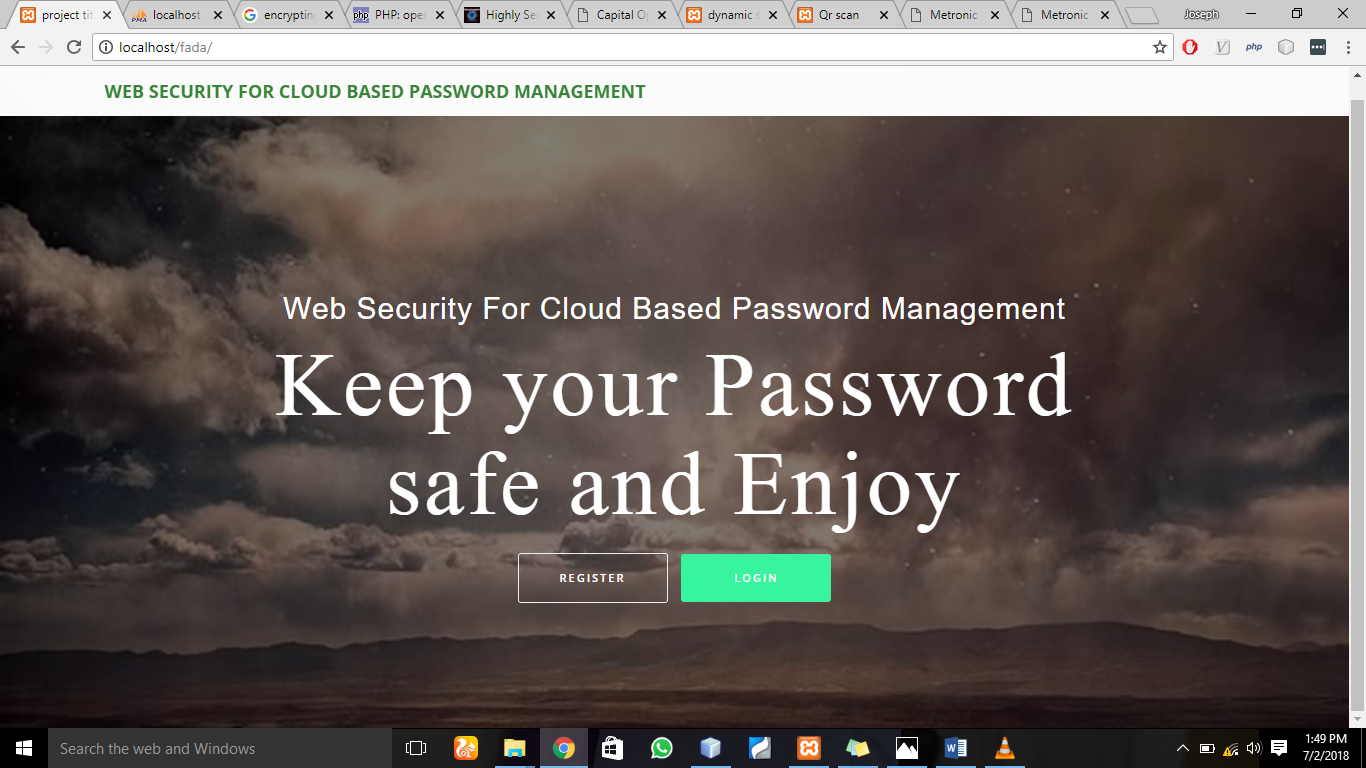 project tit
localhost
encrypting
PHP: oper
Highly Se
Capital Op
dynamic s
Qr scan
Metronic
Metronic
Joseph
localhost/fada/
php
WEB SECURITY FOR CLOUD BASED PASSWORD MANAGEMENT
Web Security For Cloud Based Password Management
Keep your Password
safe and Enjoy
REGISTER
LOGIN
Search the web and Windows
1:49 PM
7/2/2018